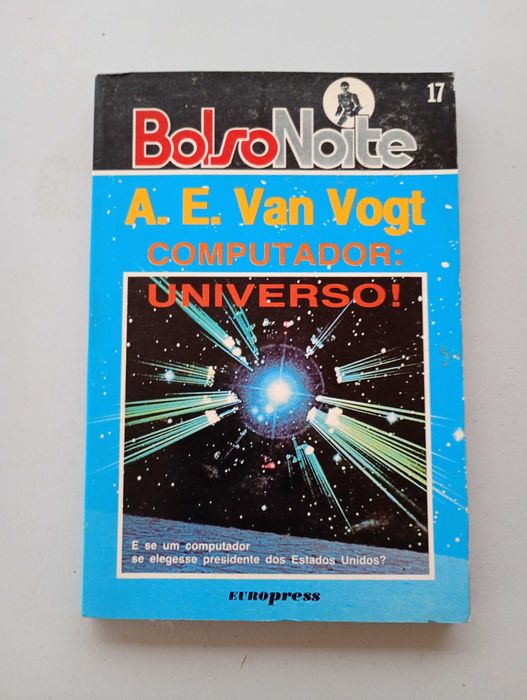 17
BolsoNoite
A. E. Van Vogt
COMPUTADOR:
UNIVERSO!
E se um computador
se elegesse presidente dos Estados Unidos?
EUROpress